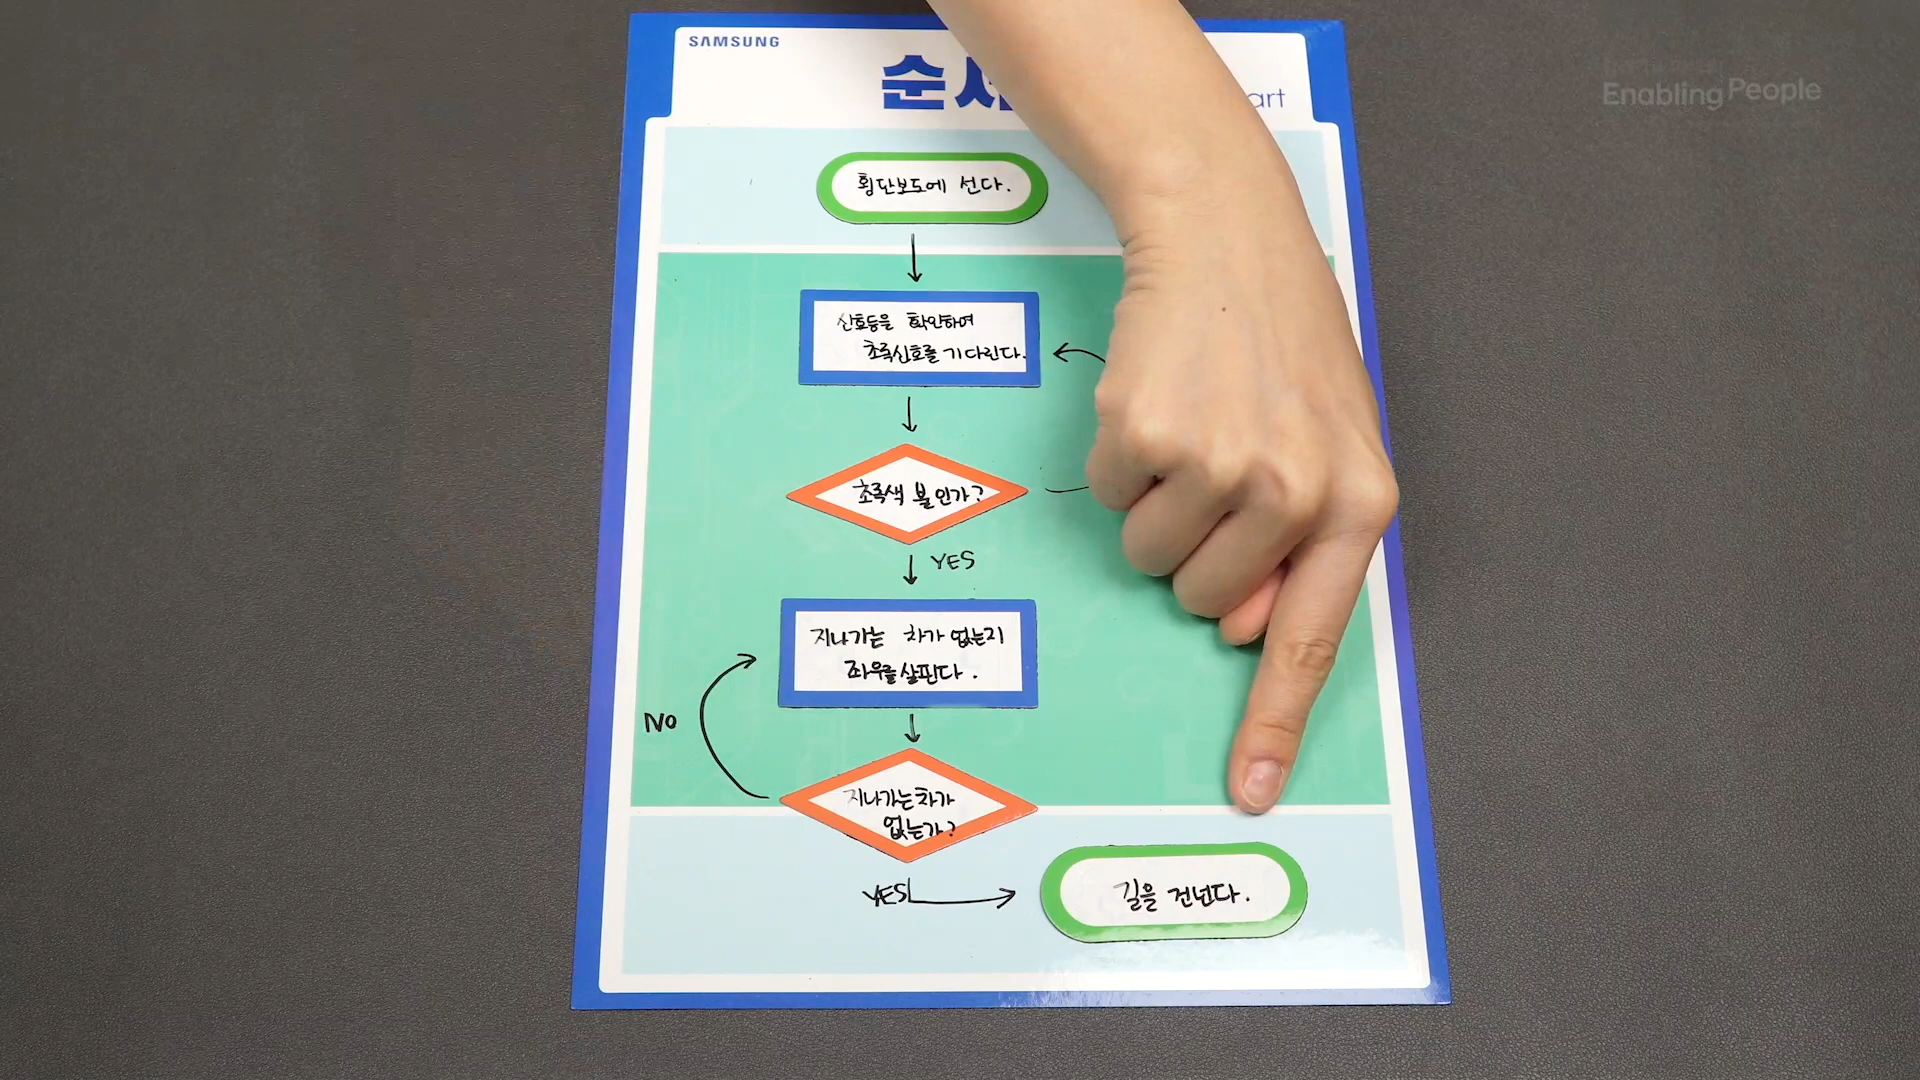 SAMSUNG
순서
art
Enabling People
횡단보도에 선다.
신호등을 확인하여
초록신호를 기다린다.
초록색 불인가?
YES
지나가는 차가 없는지
좌우를 살핀다.
NO
지나가는 차가
없는가?
YES
길을 건넌다.